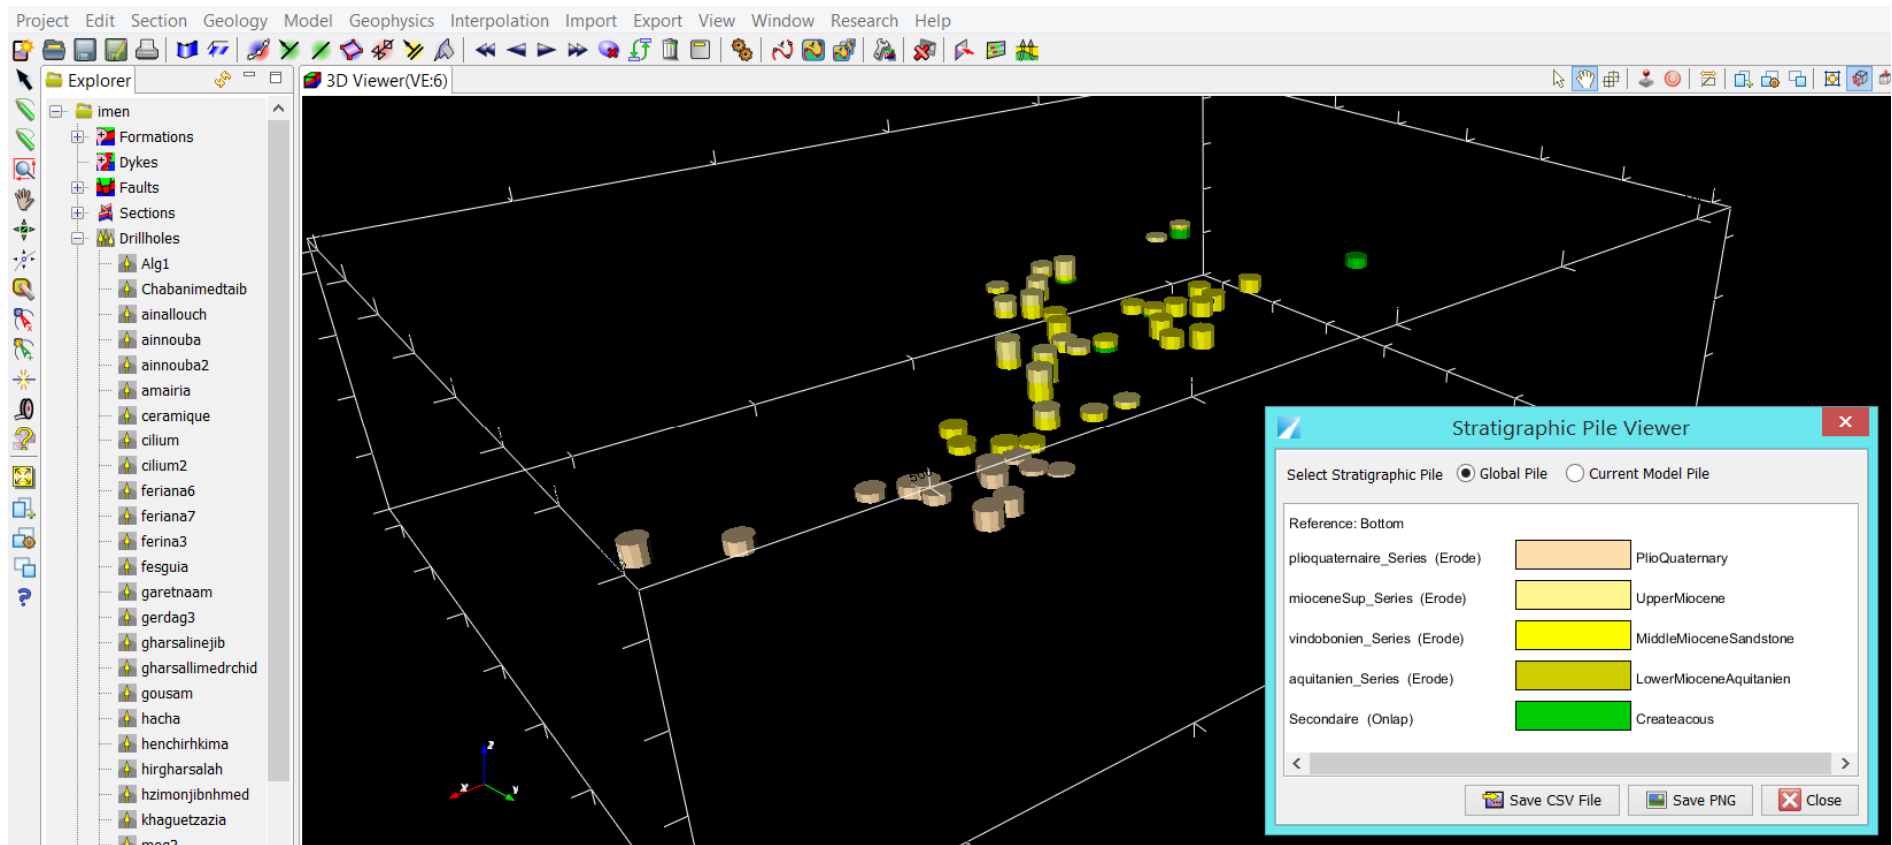 Project Edit Section Geology Model Geophysics Interpolation Import Export View Window Research Help
Explorer
3D Viewer(VE:6)
imen
Formations
Dykes
Faults
Sections
Drillholes
Alg1
Chabanimedtaib
ainallouch
ainnouba
ainnouba2
amairia
ceramique
cilium
cilium2
feriana6
feriana7
ferina3
fesguia
garetnaam
gerdag3
gharsalinejib
gharsallimedrchid
gousam
hacha
henchirhkima
hirgharsalah
hzimonjibnhmed
khaguetzazia
Z
X
Y
Stratigraphic Pile Viewer
Select Stratigraphic Pile Global Pile Current Model Pile
Reference: Bottom
plioquaternaire_Series (Erode) PlioQuaternary
mioceneSup_Series (Erode) UpperMiocene
vindobonien_Series (Erode) MiddleMioceneSandstone
aquitanien_Series (Erode) LowerMioceneAquitanien
Secondaire (Onlap) Createacous
Save CSV File Save PNG Close